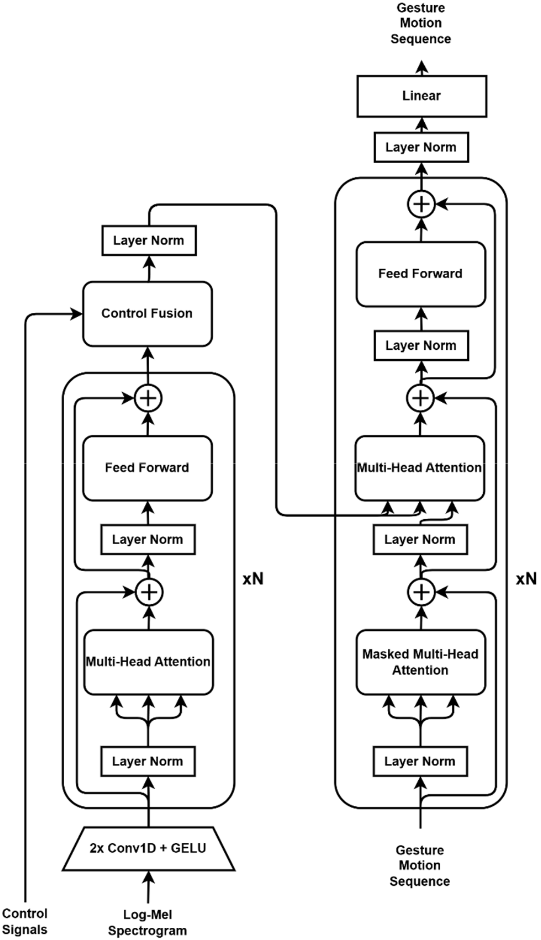 Gesture
Motion
Sequence
Linear
Layer Norm
Feed Forward
Layer Norm
Multi-Head Attention
Layer Norm
xN
Masked Multi-Head
Attention
Layer Norm
Gesture
Motion
Sequence
Layer Norm
Control Fusion
Feed Forward
Layer Norm
xN
Multi-Head Attention
Layer Norm
2x Conv1D + GELU
Control
Signals
Log-Mel
Spectrogram